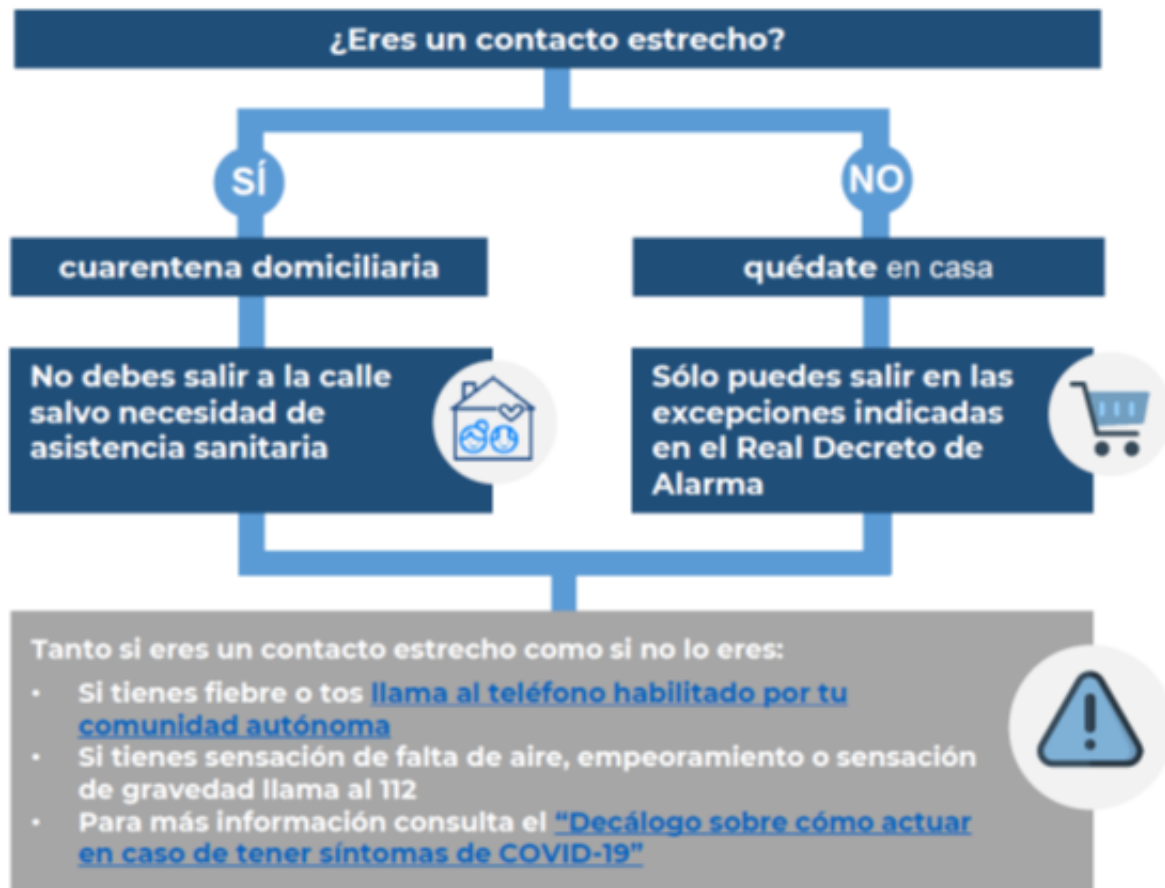 ¿Eres un contacto estrecho?
SÍ
NO
cuarentena domiciliaria
quédate en casa
No debes salir a la calle
salvo necesidad de
asistencia sanitaria
Sólo puedes salir en las
excepciones indicadas
en el Real Decreto de
Alarma
Tanto si eres un contacto estrecho como si no lo eres:
• Si tienes fiebre o tos llama al teléfono habilitado por tu
comunidad autónoma
• Si tienes sensación de falta de aire, empeoramiento o sensación
de gravedad llama al 112
• Para más información consulta el “Decálogo sobre cómo actuar
en caso de tener síntomas de COVID-19”